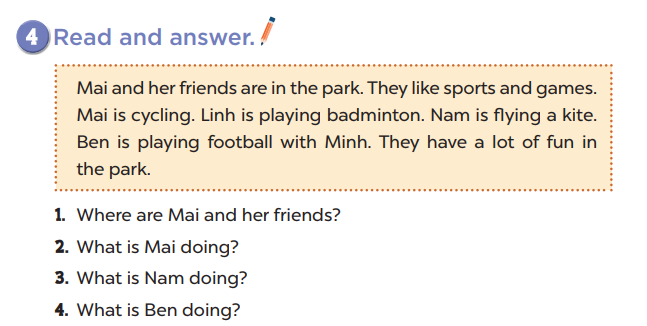 4 Read and answer.
Mai and her friends are in the park. They like sports and games.
Mai is cycling. Linh is playing badminton. Nam is flying a kite.
Ben is playing football with Minh. They have a lot of fun in
the park.
1. Where are Mai and her friends?
2. What is Mai doing?
3. What is Nam doing?
4. What is Ben doing?